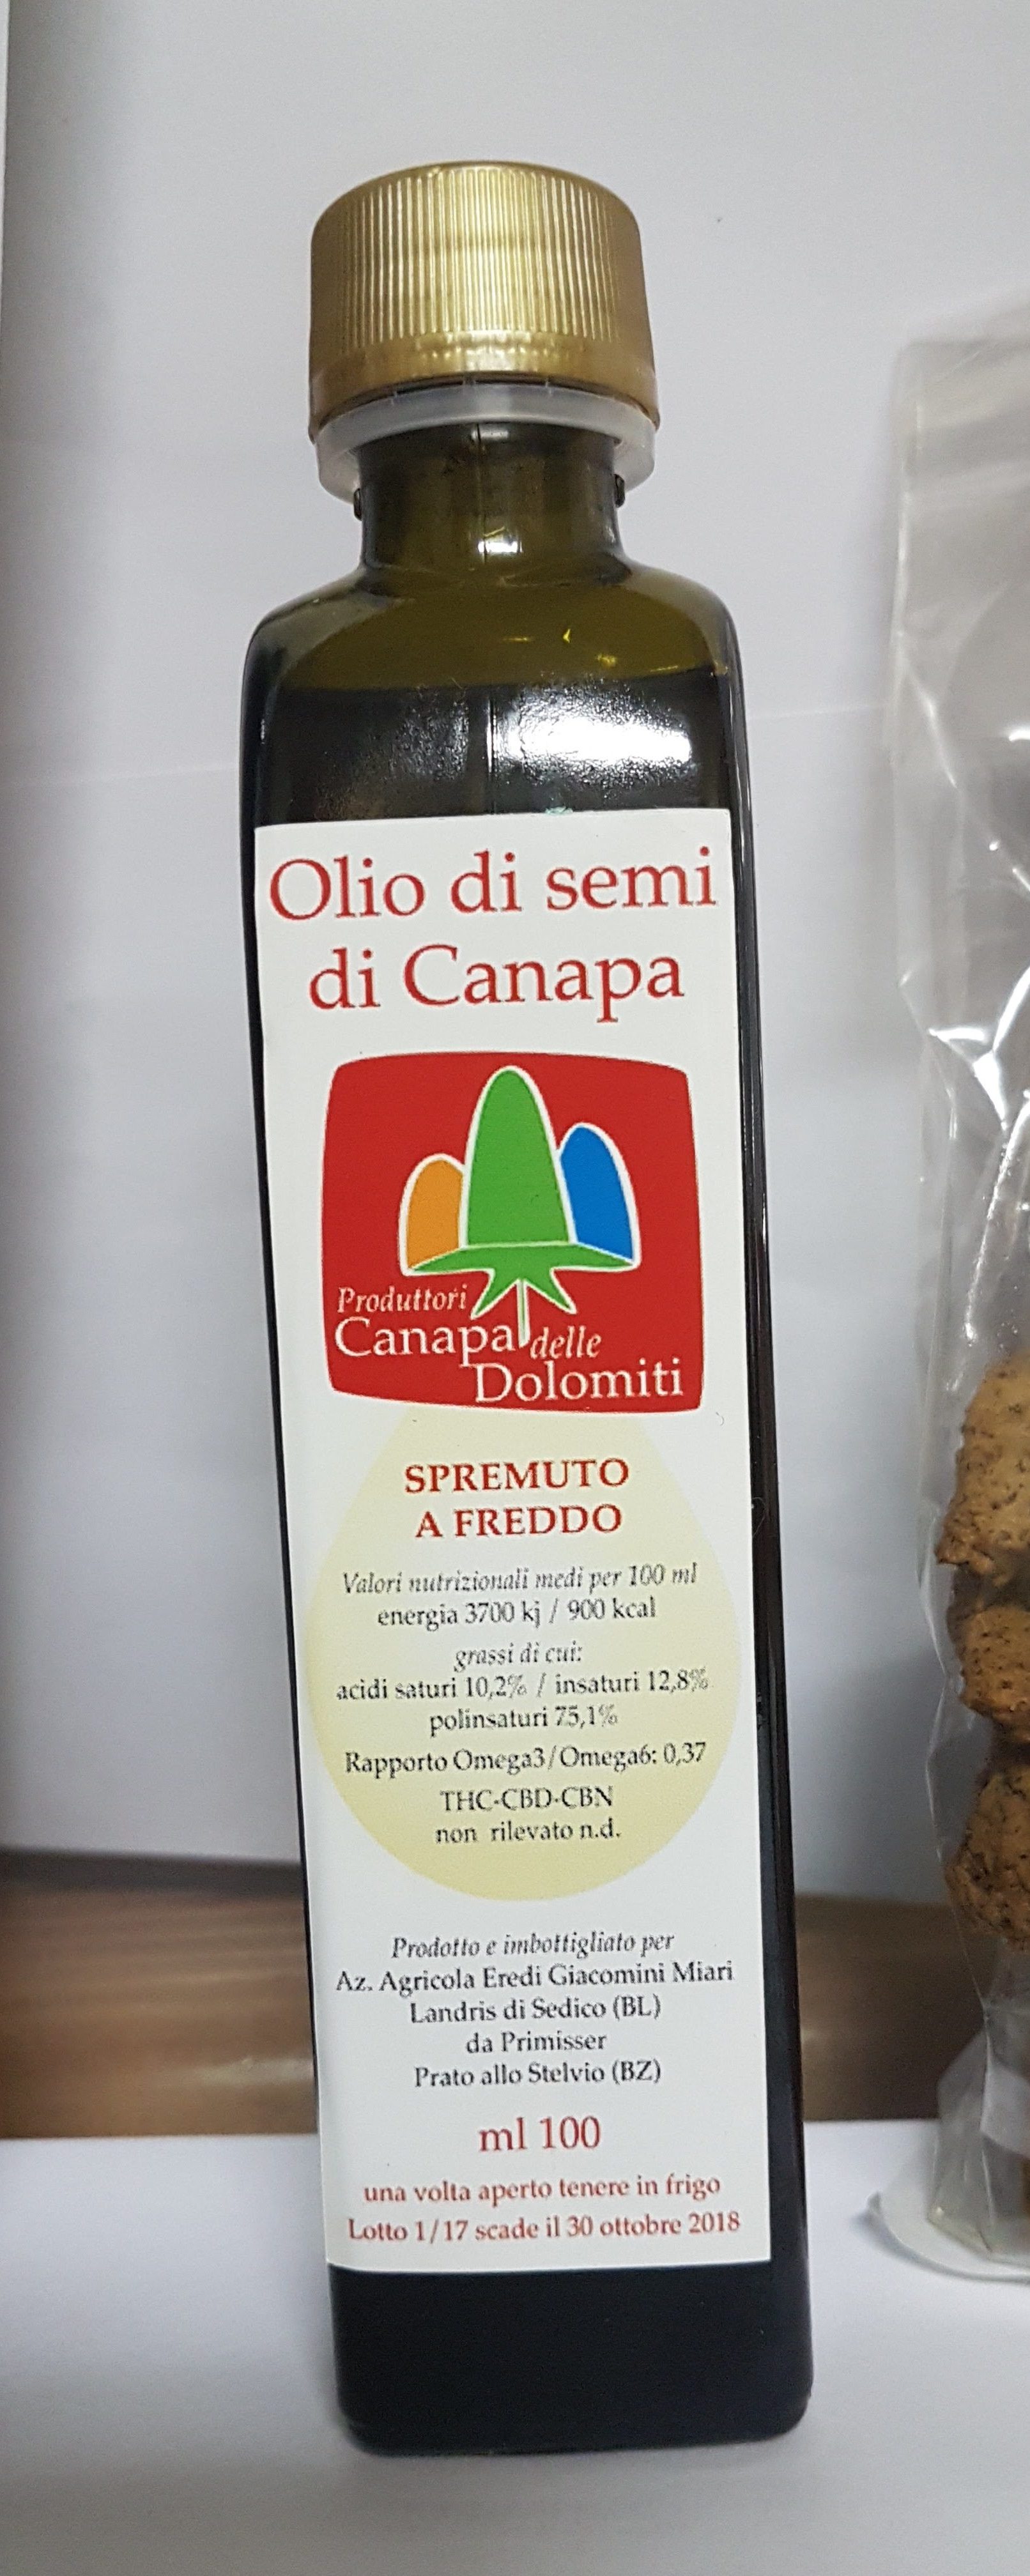 Olio di semi
di Canapa
Produttori
Canapa delle
Dolomiti
SPREMUTO
A FREDDO
Valori nutrizionali medi per 100 ml
energia 3700 kj / 900 kcal
grassi di cui:
acidi saturi 10,2% / insaturi 12,8%
polinsaturi 75,1%
Rapporto Omega3/Omega6: 0,37
THC-CBD-CBN
non rilevato n.d.
Prodotto e imbottigliato per
Az. Agricola Eredi Giacomini Miari
Landris di Sedico (BL)
da Primisser
Prato allo Stelvio (BZ)
ml 100
una volta aperto tenere in frigo
Lotto 1/17 scade il 30 ottobre 2018